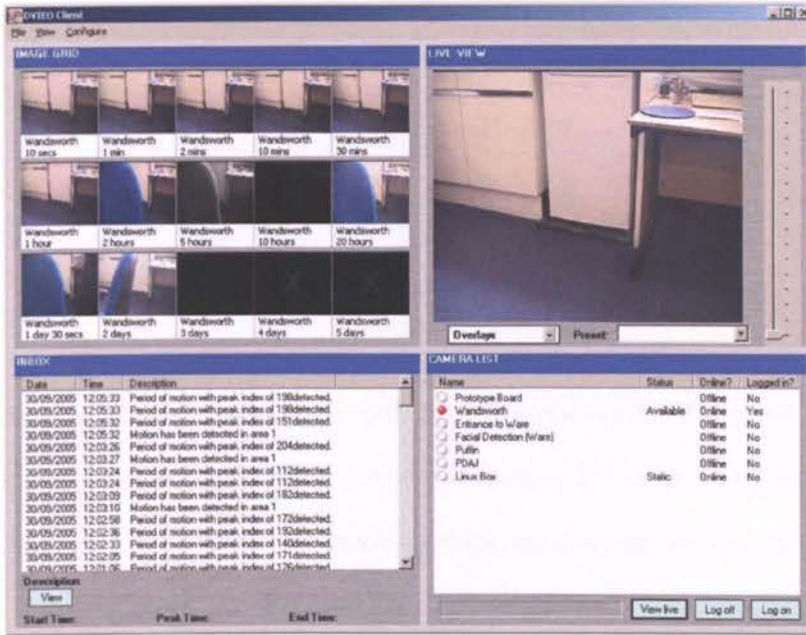 DVTEO Client
File View Configure
IMAGE GRID
Wandsworth 10 secs
Wandsworth 1 min
Wandsworth 2 mins
Wandsworth 10 mins
Wandsworth 30 mins
Wandsworth 1 hour
Wandsworth 2 hours
Wandsworth 5 hours
Wandsworth 10 hours
Wandsworth 20 hours
Wandsworth 1 day 30 secs
Wandsworth 2 days
Wandsworth 3 days
Wandsworth 4 days
Wandsworth 5 days
LIVE VIEW
Overlays Preset:
INBOX
Date Time Description
30/09/2005 12:05:33 Period of motion with peak index of 198detected.
30/09/2005 12:05:33 Period of motion with peak index of 198detected.
30/09/2005 12:05:32 Period of motion with peak index of 151detected.
30/09/2005 12:05:32 Motion has been detected in area 1
30/09/2005 12:03:26 Period of motion with peak index of 204detected.
30/09/2005 12:03:27 Motion has been detected in area 1
30/09/2005 12:03:24 Period of motion with peak index of 112detected.
30/09/2005 12:03:24 Period of motion with peak index of 112detected.
30/09/2005 12:03:09 Period of motion with peak index of 182detected.
30/09/2005 12:03:10 Motion has been detected in area 1
30/09/2005 12:02:58 Period of motion with peak index of 172detected.
30/09/2005 12:02:36 Period of motion with peak index of 192detected.
30/09/2005 12:02:33 Period of motion with peak index of 140detected.
30/09/2005 12:02:05 Period of motion with peak index of 171detected.
30/09/2005 12:01:06 Period of motion with peak index of 126detected.
Description
View
Start Time: Peak Time: End Time:
CAMERA LIST
Name Status Online? Logged in?
Prototype Board Offline No
Wandsworth Available Online Yes
Entrance to Ware Offline No
Facial Detection (Ware) Offline No
Puffin Offline No
PDAJ Offline No
Linux Box Static Online No
View live Log off Log on